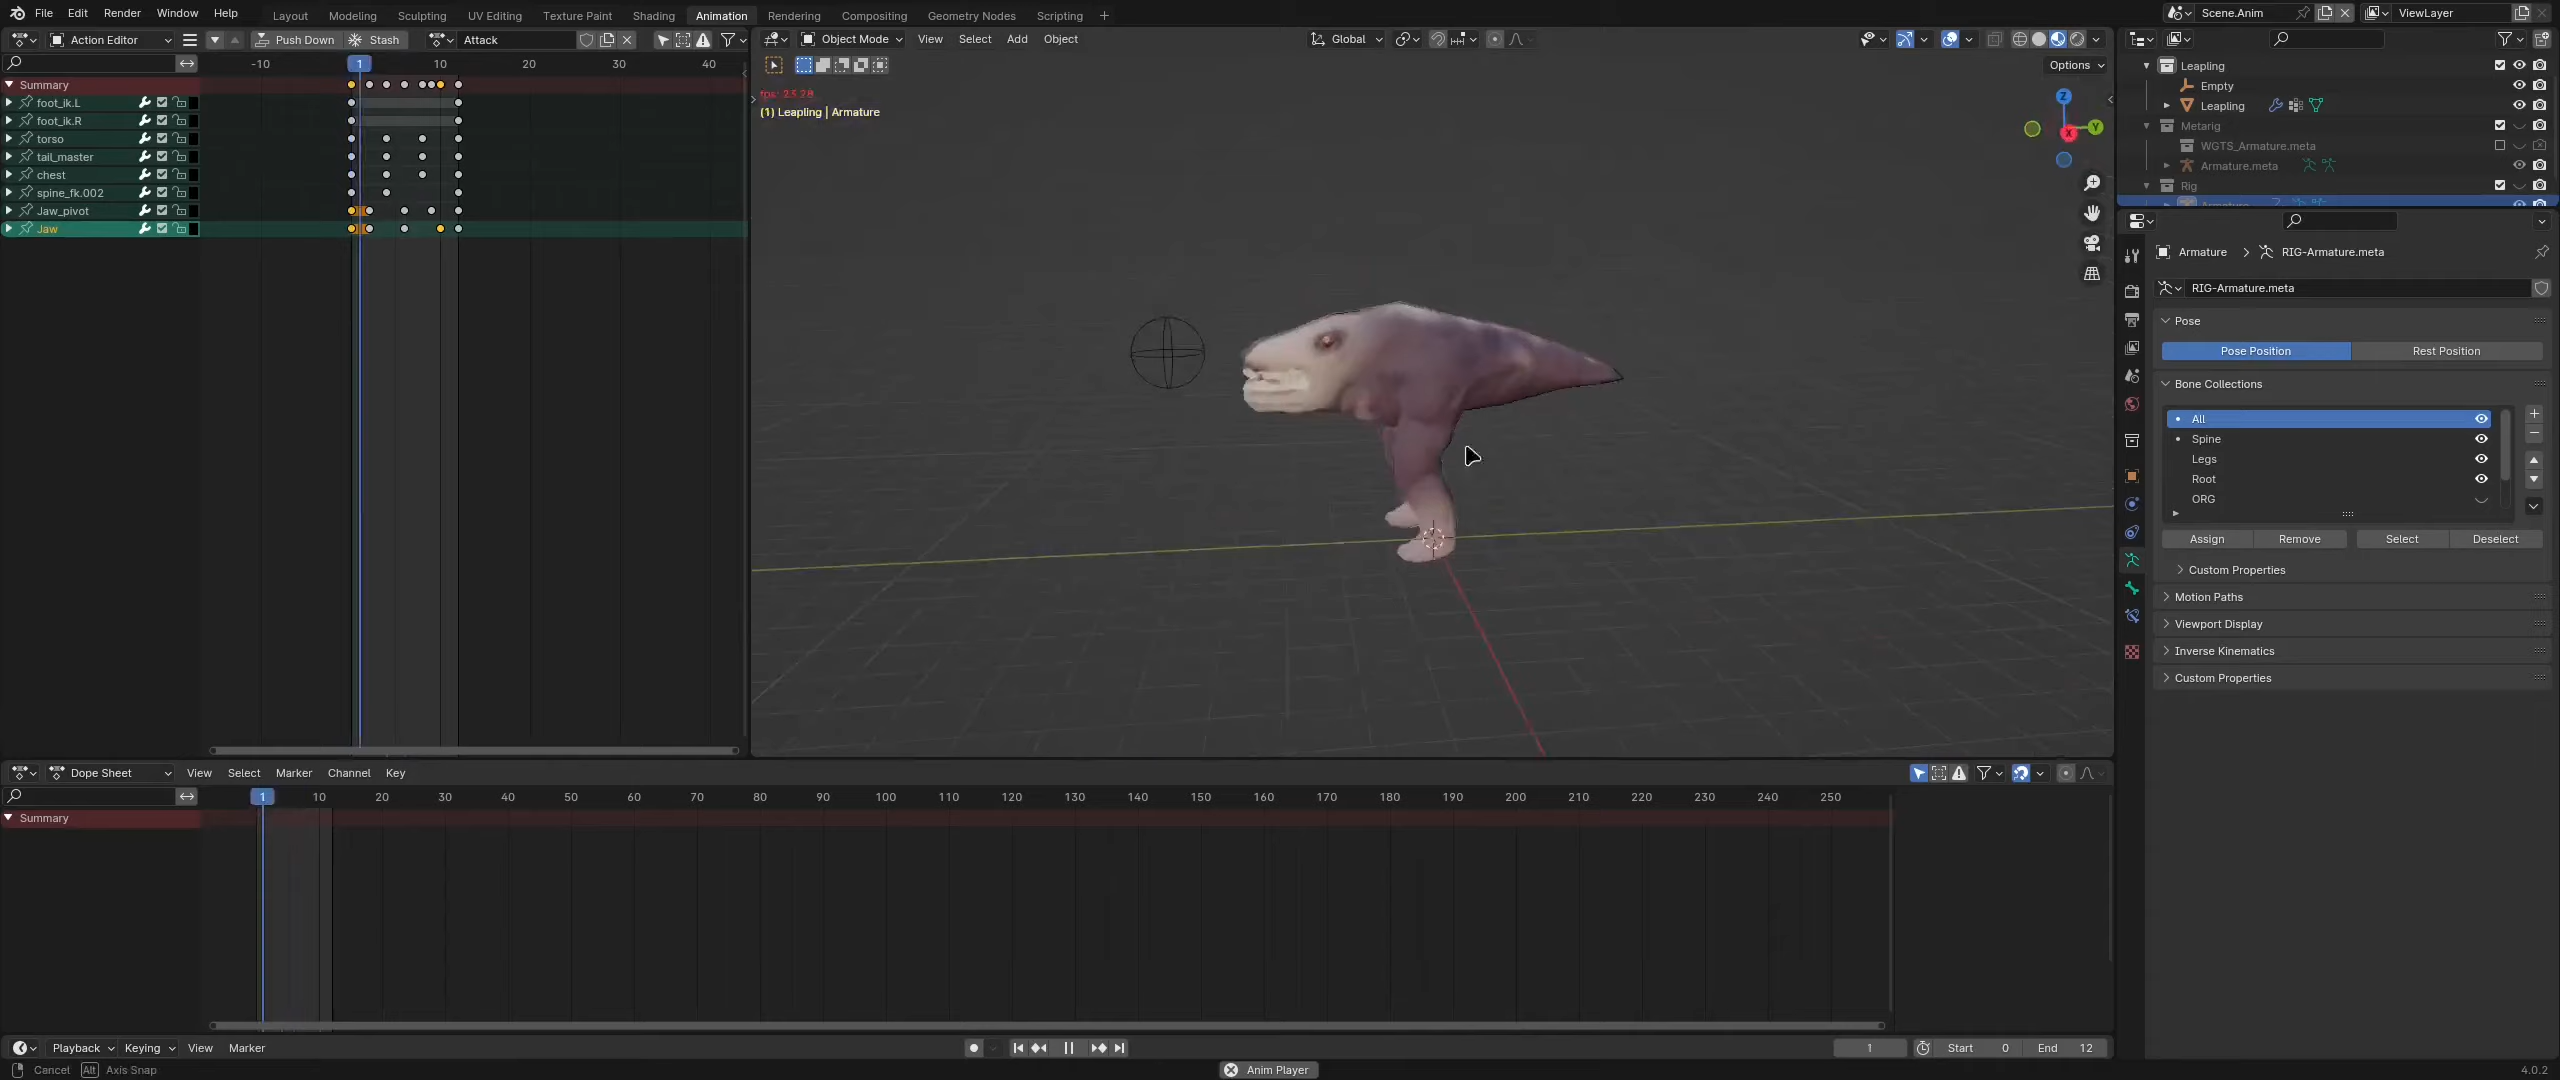 File Edit Render Window Help Layout Modeling Sculpting UV Editing Texture Paint Shading Animation Rendering Compositing Geometry Nodes Scripting + Scene.Anim ViewLayer
Action Editor Push Down Stash Attack Object Mode View Select Add Object Global
Options
-10 1 10 20 30 40
Summary
foot_ik.L
foot_ik.R
torso
tail_master
chest
spine_fk.002
Jaw_pivot
Jaw
fps: 23.28
(1) Leapling | Armature
Z
Y
X
Leapling
Empty
Leapling
Metarig
WGTS_Armature.meta
Armature.meta
Rig
Armature
Armature > RIG-Armature.meta
RIG-Armature.meta
Pose
Pose Position Rest Position
Bone Collections
All
Spine
Legs
Root
ORG
Assign Remove Select Deselect
Custom Properties
Motion Paths
Viewport Display
Inverse Kinematics
Custom Properties
Dope Sheet View Select Marker Channel Key
1 10 20 30 40 50 60 70 80 90 100 110 120 130 140 150 160 170 180 190 200 210 220 230 240 250
Summary
Playback Keying View Marker 1 Start 0 End 12
Cancel Alt Axis Snap Anim Player 4.0.2